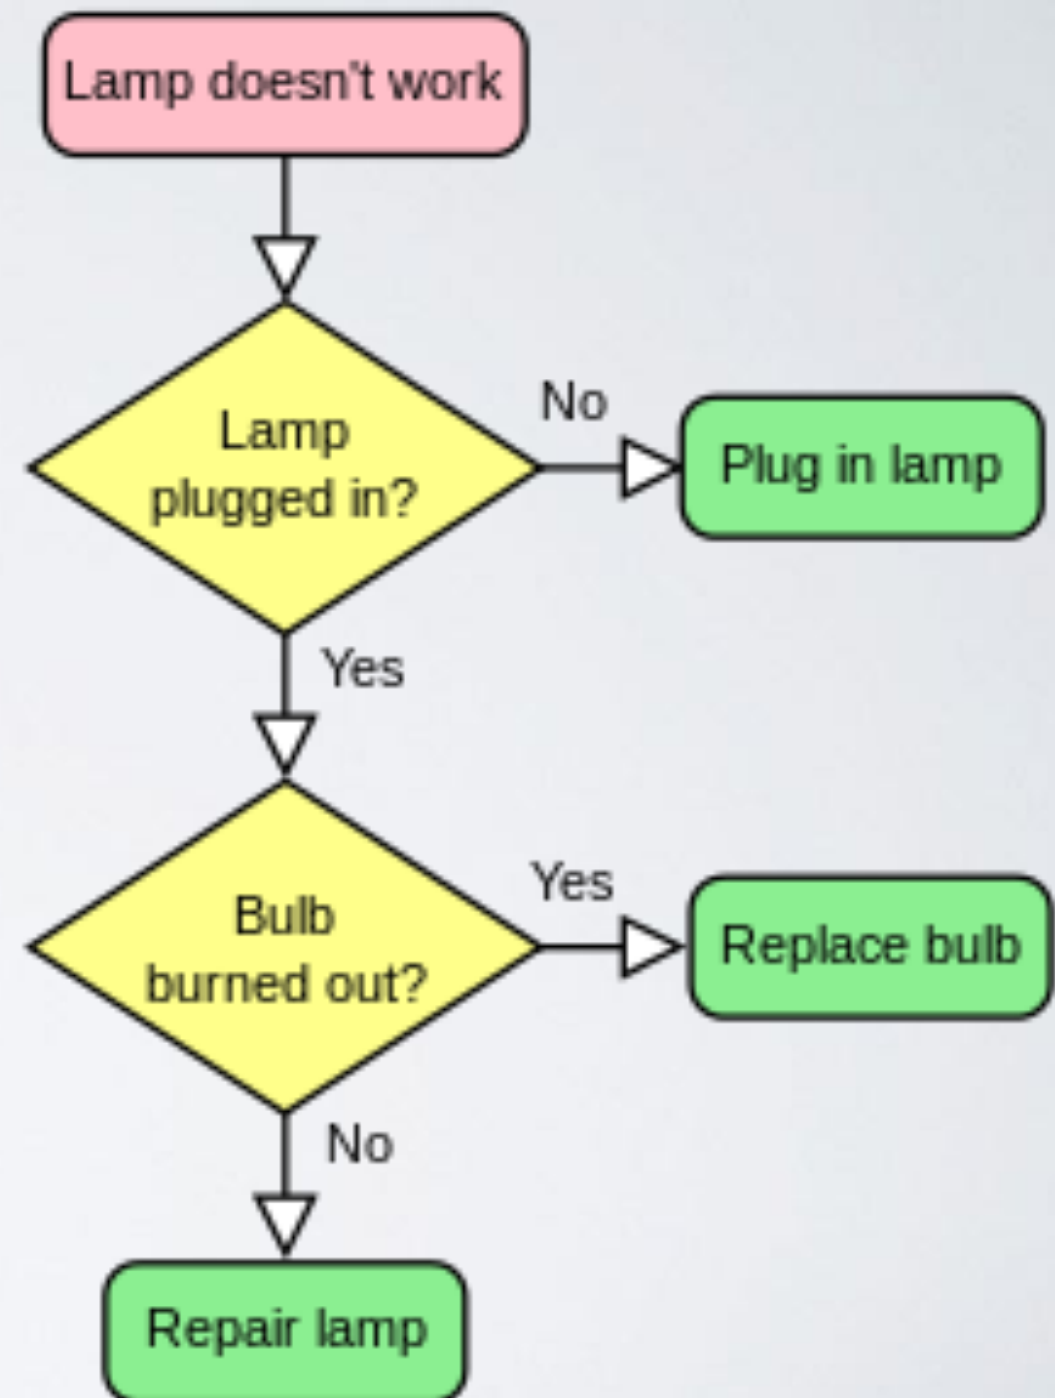 Lamp doesn't work
Lamp
plugged in?
No
Plug in lamp
Yes
Bulb
burned out?
Yes
Replace bulb
No
Repair lamp